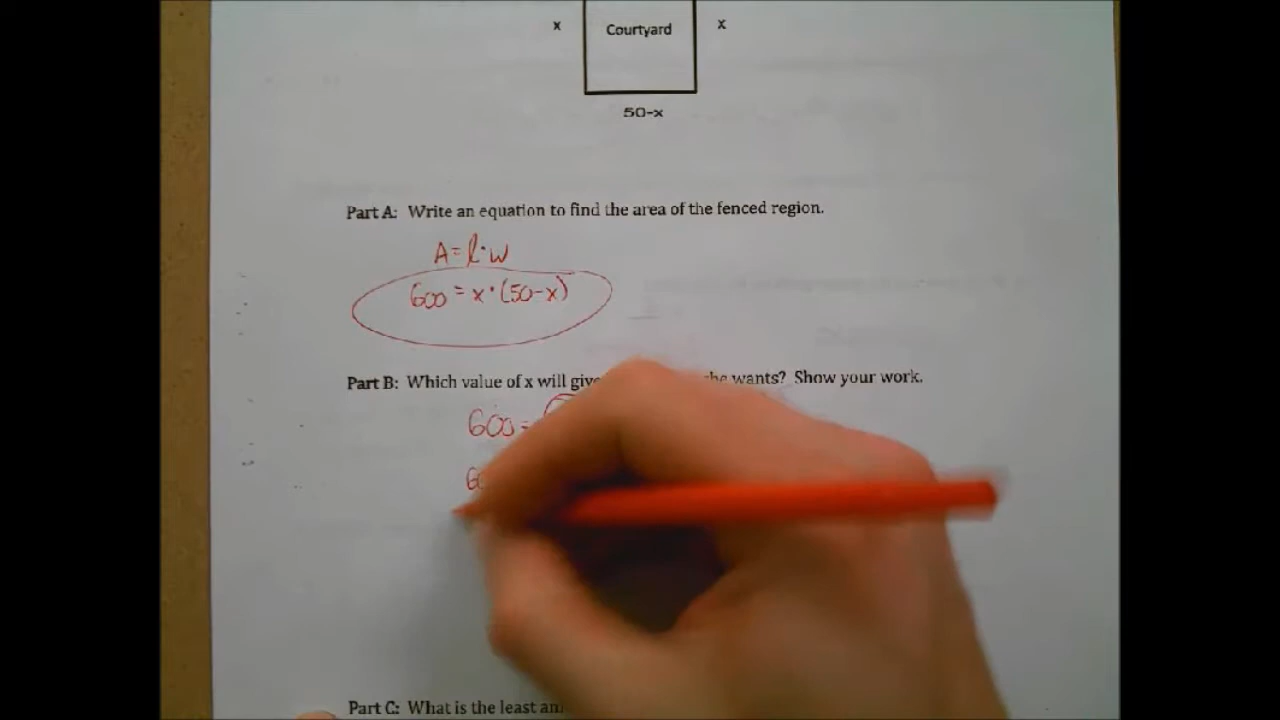 x Courtyard x
50-x
Part A: Write an equation to find the area of the fenced region.
A = l · w
600 = x · (50-x)
Part B: Which value of x will give she wants? Show your work.
600 =
Part C: What is the least